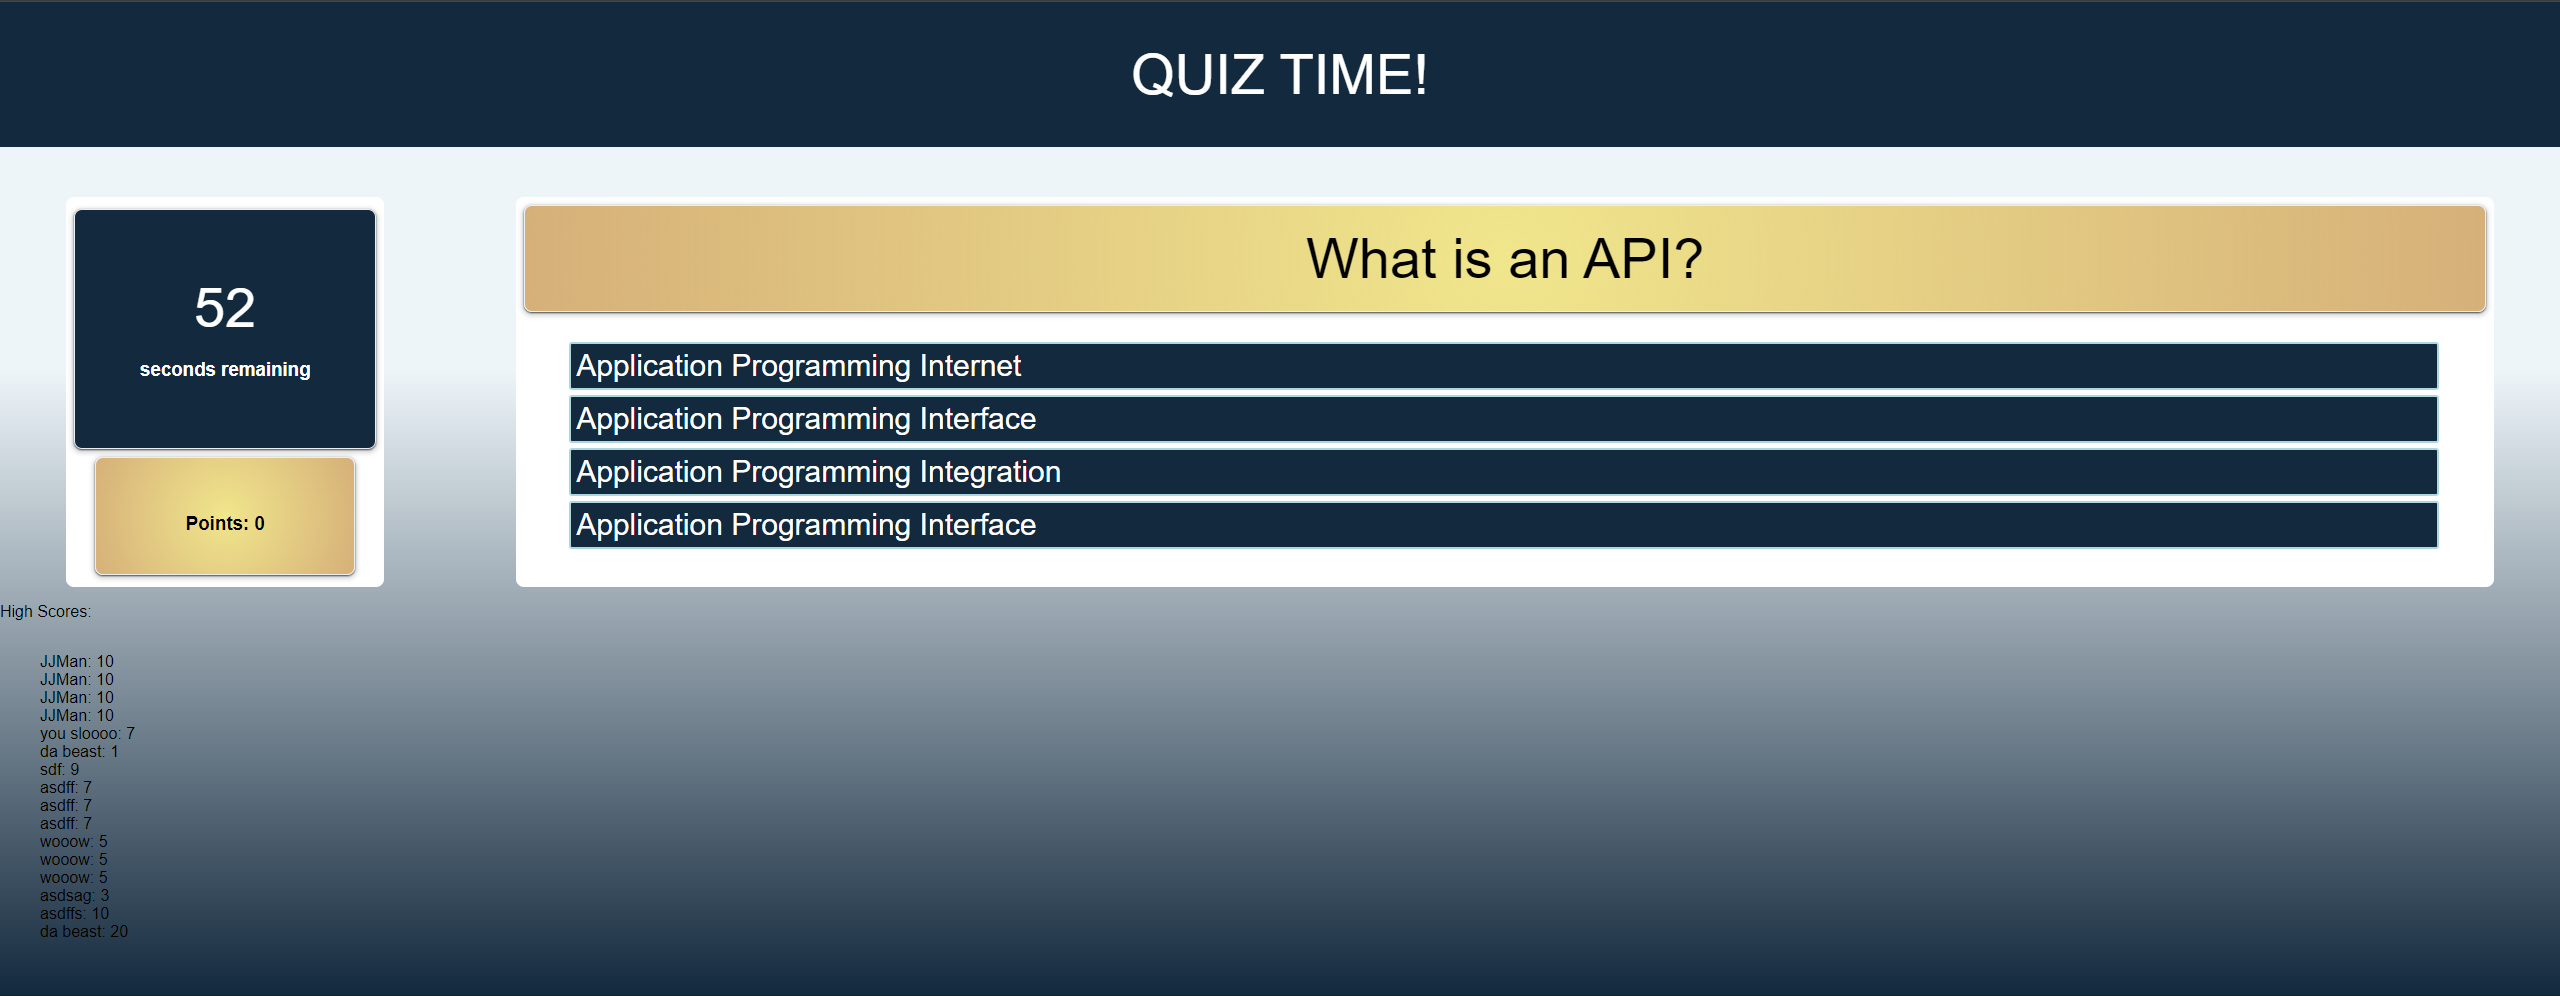 QUIZ TIME!
52
seconds remaining
Points: 0
What is an API?
Application Programming Internet
Application Programming Interface
Application Programming Integration
Application Programming Interface
High Scores:
JJMan: 10
JJMan: 10
JJMan: 10
JJMan: 10
you sloooo: 7
da beast: 1
sdf: 9
asdff: 7
asdff: 7
asdff: 7
wooow: 5
wooow: 5
wooow: 5
asdsag: 3
asdffs: 10
da beast: 20